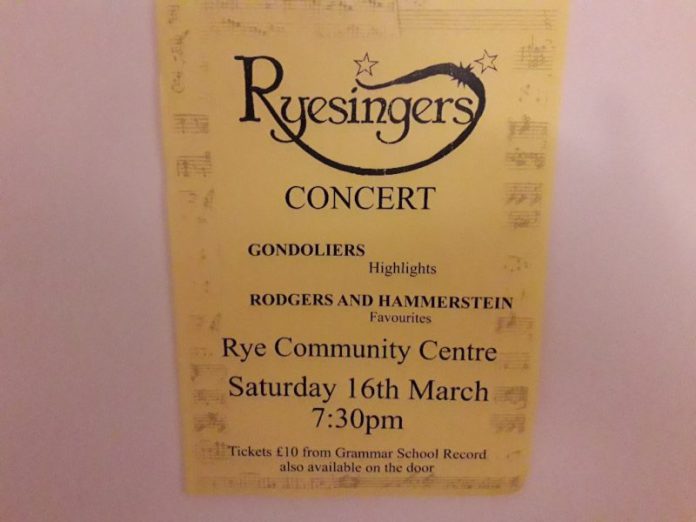 Ryesingers
CONCERT
GONDOLIERS
Highlights
RODGERS AND HAMMERSTEIN
Favourites
Rye Community Centre
Saturday 16th March
7:30pm
Tickets £10 from Grammar School Record
also available on the door